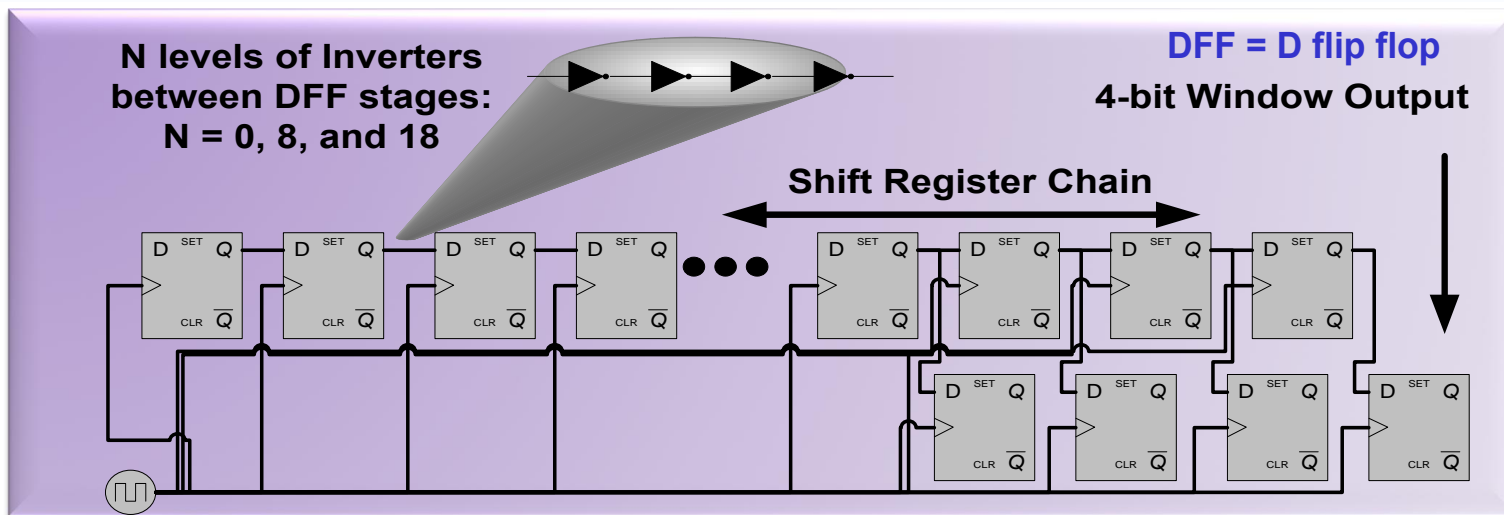 N levels of Inverters
between DFF stages:
N = 0, 8, and 18
DFF = D flip flop
4-bit Window Output
Shift Register Chain
D SET Q
CLR Q̅
D SET Q
CLR Q̅
D SET Q
CLR Q̅
D SET Q
CLR Q̅
D SET Q
CLR Q̅
D SET Q
CLR Q̅
D SET Q
CLR Q̅
D SET Q
CLR Q̅
D SET Q
CLR Q̅
D SET Q
CLR Q̅
D SET Q
CLR Q̅
D SET Q
CLR Q̅